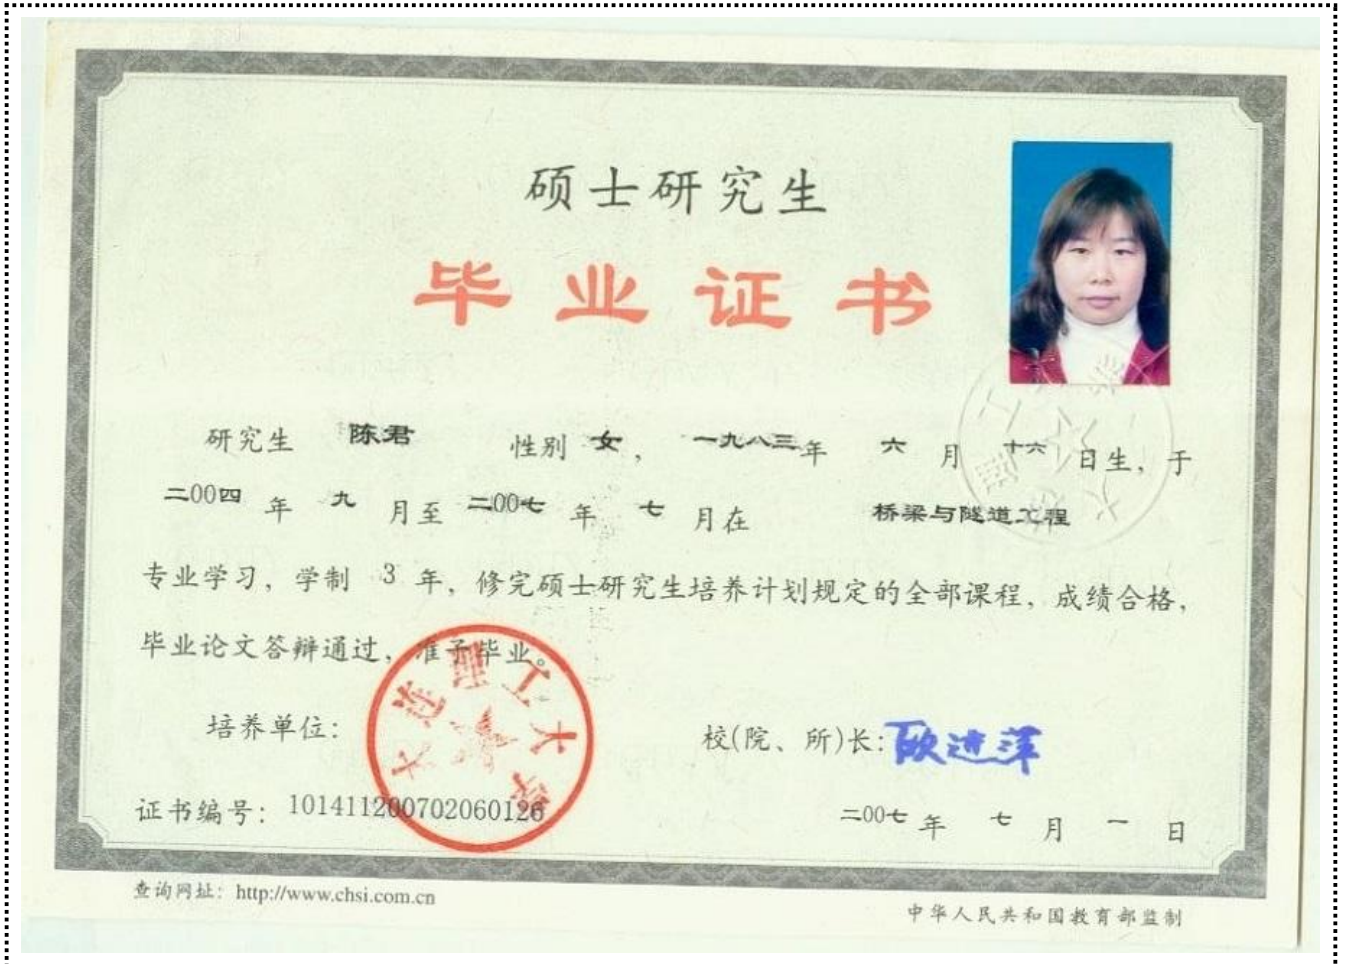 硕士研究生
毕业证书
研究生 陈君 性别 女, 一九八三年 六 月 十六 日生, 于
二00四 年 九 月至 二00七 年 七 月在 桥梁与隧道工程
专业学习, 学制 3 年, 修完硕士研究生培养计划规定的全部课程, 成绩合格,
毕业论文答辩通过, 准予毕业。
大连理工大学
培养单位:
校(院、所)长: 欧进萍
证书编号: 101411200702060126
二00七 年 七 月 一 日
查询网址: http://www.chsi.com.cn
中华人民共和国教育部监制